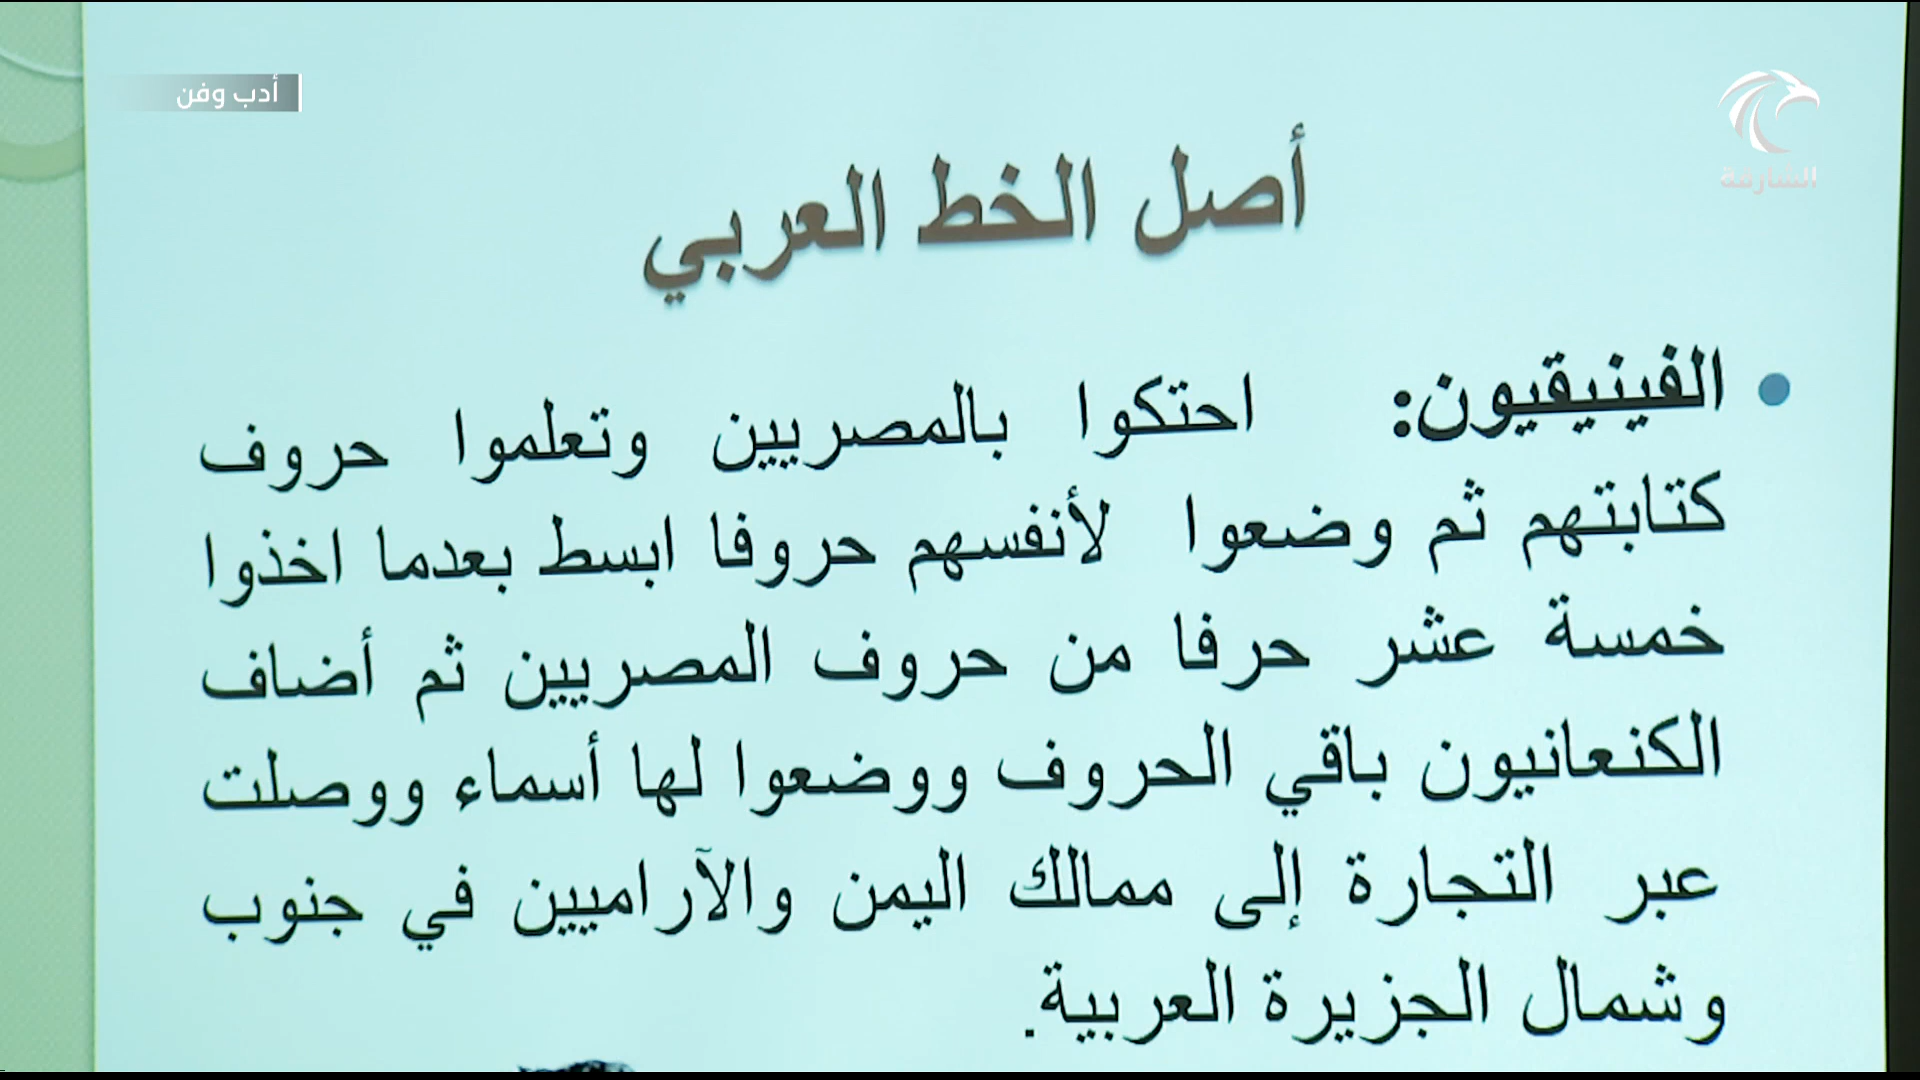 أدب وفن
الشارقة
أصل الخط العربي
• الفينيقيون: احتكوا بالمصريين وتعلموا حروف
كتابتهم ثم وضعوا لأنفسهم حروفا ابسط بعدما اخذوا
خمسة عشر حرفا من حروف المصريين ثم أضاف
الكنعانيون باقي الحروف ووضعوا لها أسماء ووصلت
عبر التجارة إلى ممالك اليمن والآراميين في جنوب
وشمال الجزيرة العربية.